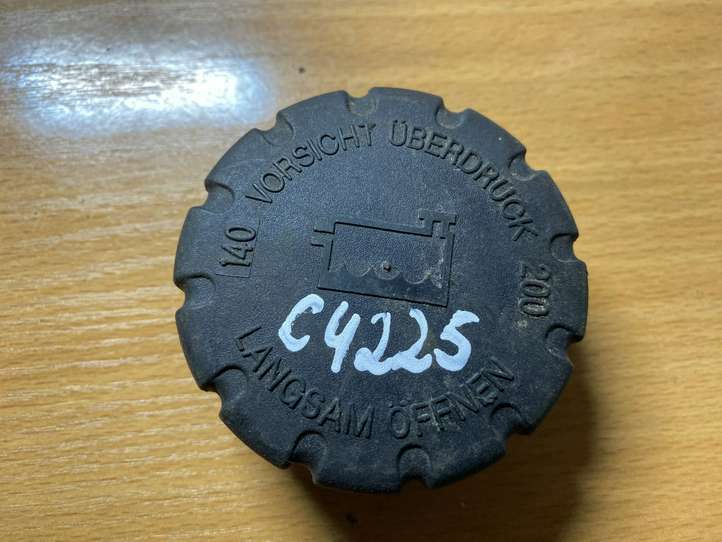 VORSICHT ÜBERDRUCK
140
200
C4225
LANGSAM ÖFFNEN